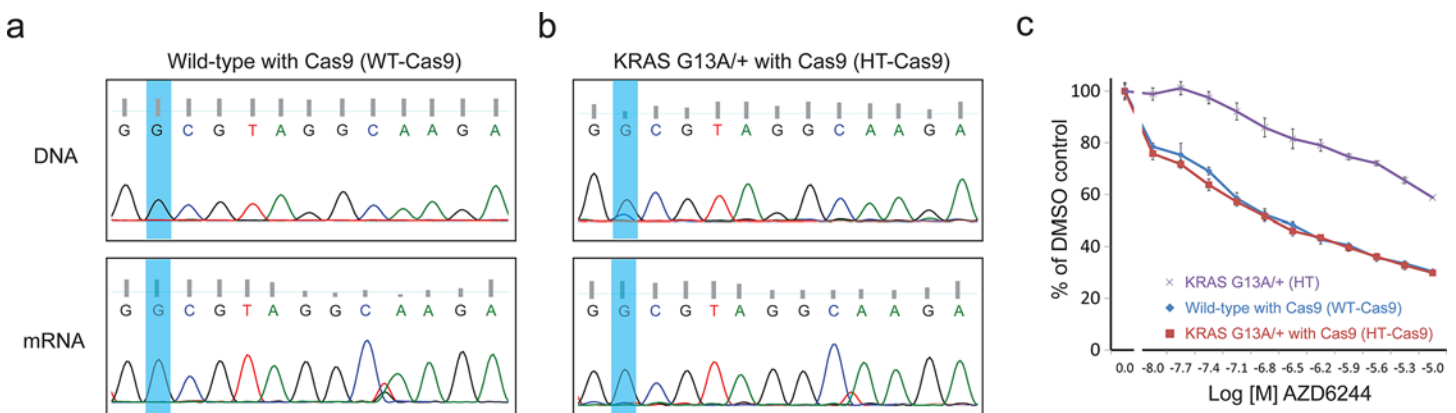 a
Wild-type with Cas9 (WT-Cas9)
DNA
G G C G T A G G C A A G A
mRNA
G G C G T A G G C A A G A
b
KRAS G13A/+ with Cas9 (HT-Cas9)
G G C G T A G G C A A G A
G G C G T A G G C A A G A
c
% of DMSO control
100
80
60
40
20
0
KRAS G13A/+ (HT)
Wild-type with Cas9 (WT-Cas9)
KRAS G13A/+ with Cas9 (HT-Cas9)
0.0 -8.0 -7.7 -7.4 -7.1 -6.8 -6.5 -6.2 -5.9 -5.6 -5.3 -5.0
Log [M] AZD6244